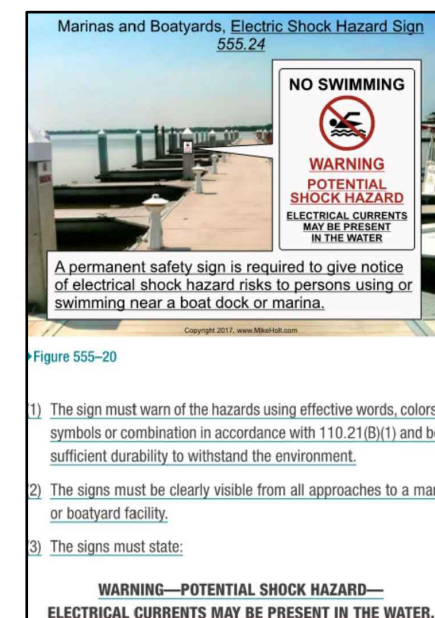 Marinas and Boatyards, Electric Shock Hazard Sign
555.24
NO SWIMMING
WARNING
POTENTIAL
SHOCK HAZARD
ELECTRICAL CURRENTS
MAY BE PRESENT
IN THE WATER
A permanent safety sign is required to give notice
of electrical shock hazard risks to persons using or
swimming near a boat dock or marina.
Copyright 2017, www.MikeHolt.com
Figure 555–20
(1) The sign must warn of the hazards using effective words, colors
symbols or combination in accordance with 110.21(B)(1) and
sufficient durability to withstand the environment.
(2) The signs must be clearly visible from all approaches to a
or boatyard facility.
(3) The signs must state:
WARNING—POTENTIAL SHOCK HAZARD—
ELECTRICAL CURRENTS MAY BE PRESENT IN THE WATER.